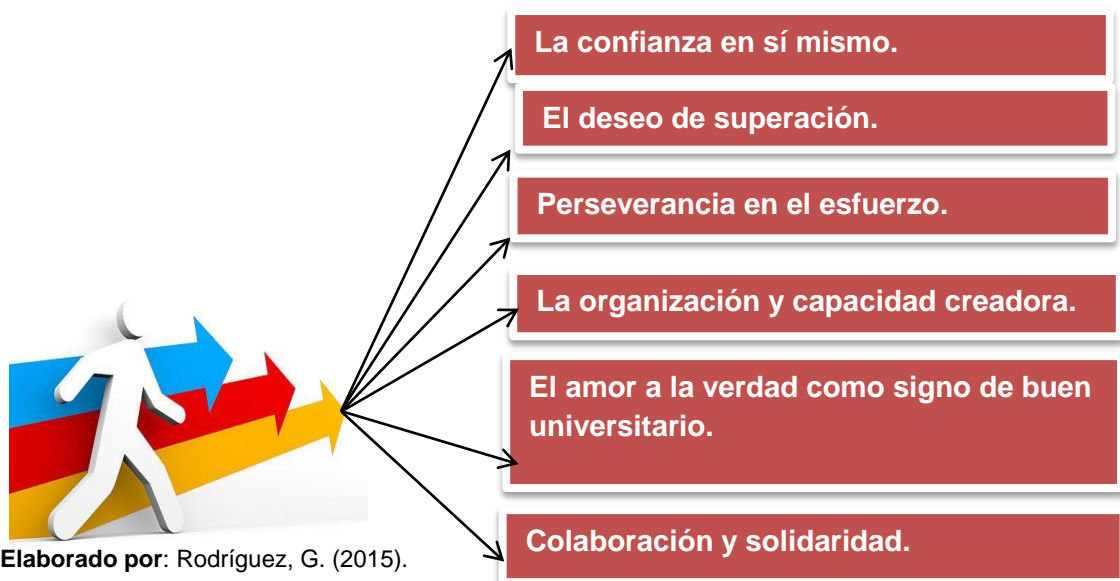 La confianza en sí mismo.
El deseo de superación.
Perseverancia en el esfuerzo.
La organización y capacidad creadora.
El amor a la verdad como signo de buen
universitario.
Colaboración y solidaridad.
Elaborado por: Rodríguez, G. (2015).